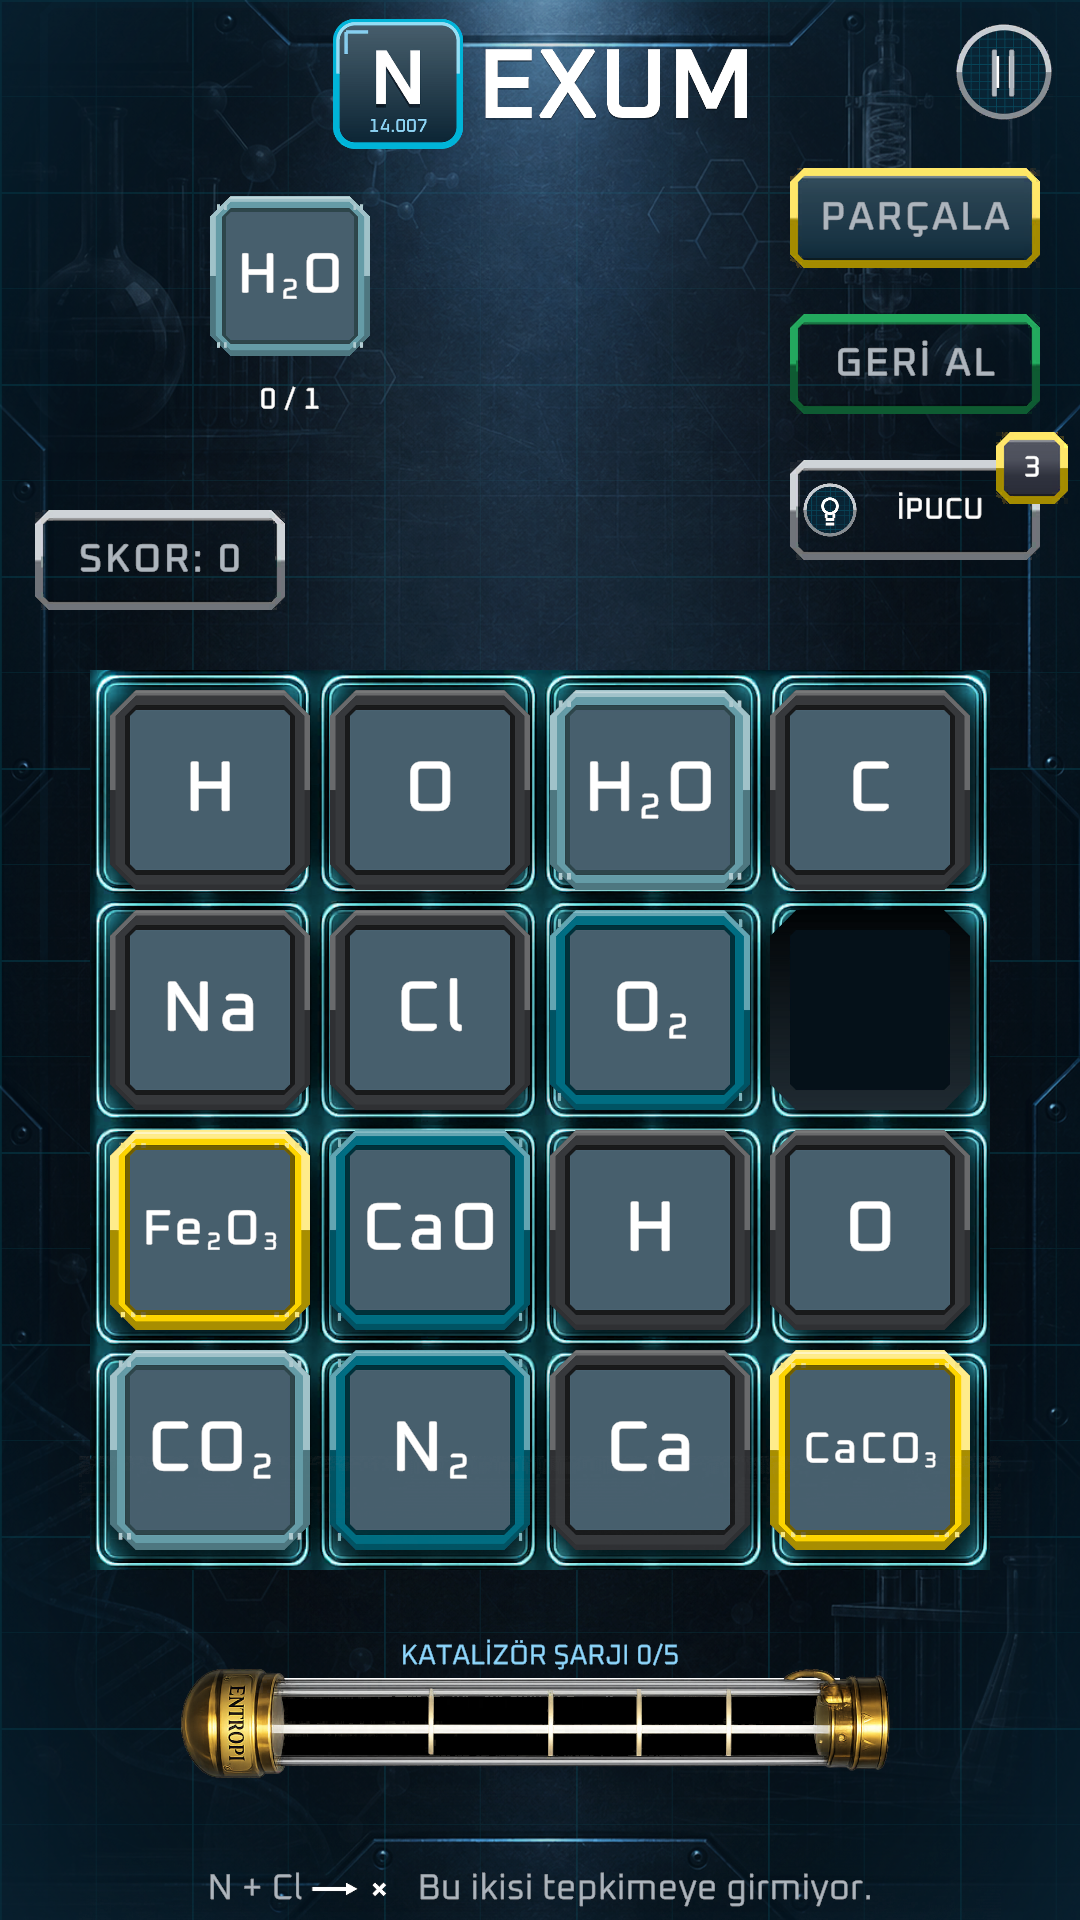 N EXUM
14.007
PARÇALA
H₂O
0 / 1
GERİ AL
3
İPUCU
SKOR: 0
H O H₂O C
Na Cl O₂
Fe₂O₃ CaO H O
CO₂ N₂ Ca CaCO₃
KATALİZÖR ŞARJI 0/5
ENTROPI
N + Cl ⟶ × Bu ikisi tepkimeye girmiyor.